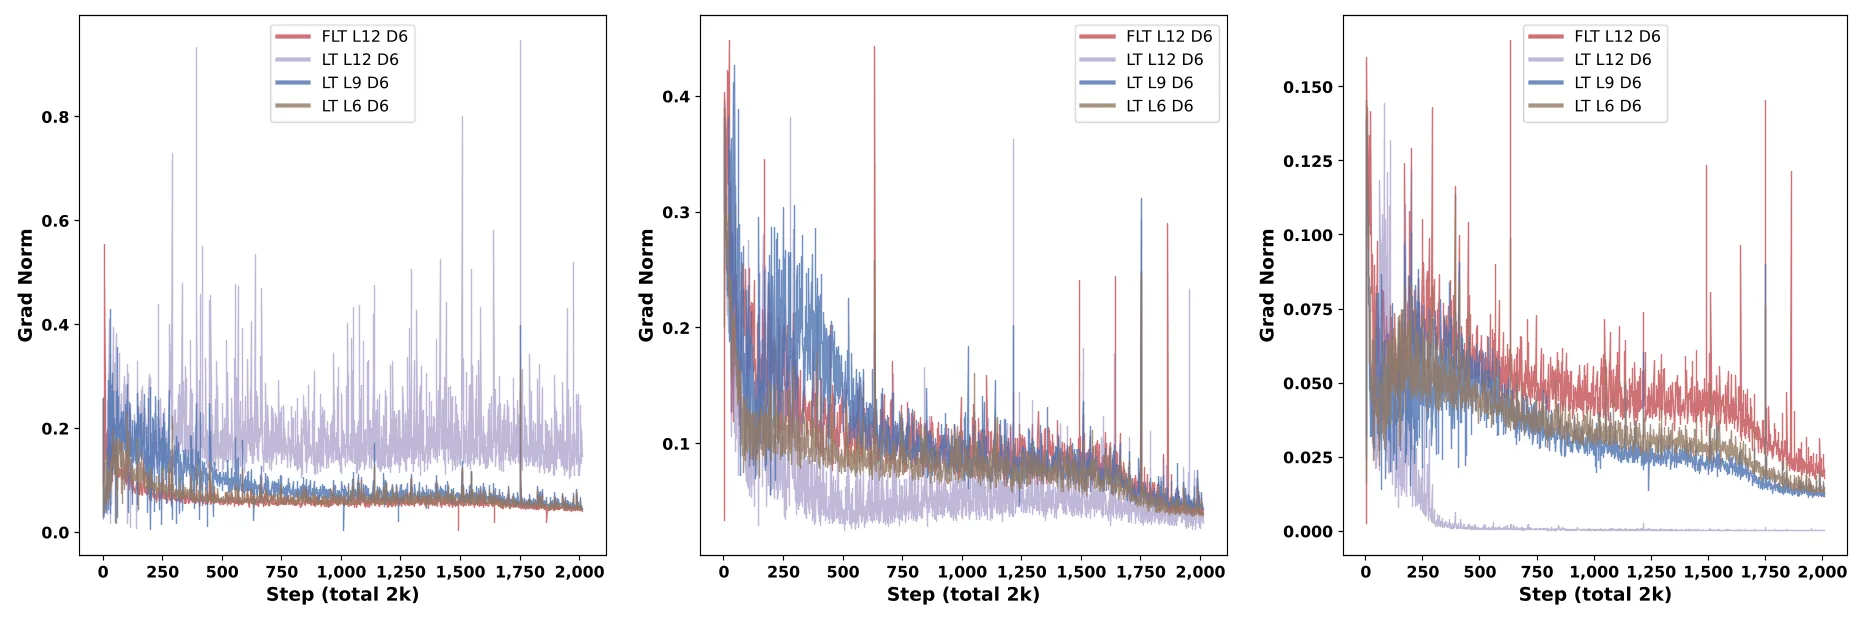 FLT L12 D6
LT L12 D6
LT L9 D6
LT L6 D6
Grad Norm
0.8
0.6
0.4
0.2
0.0
0 250 500 750 1,000 1,250 1,500 1,750 2,000
Step (total 2k)
FLT L12 D6
LT L12 D6
LT L9 D6
LT L6 D6
Grad Norm
0.4
0.3
0.2
0.1
0 250 500 750 1,000 1,250 1,500 1,750 2,000
Step (total 2k)
FLT L12 D6
LT L12 D6
LT L9 D6
LT L6 D6
Grad Norm
0.150
0.125
0.100
0.075
0.050
0.025
0.000
0 250 500 750 1,000 1,250 1,500 1,750 2,000
Step (total 2k)